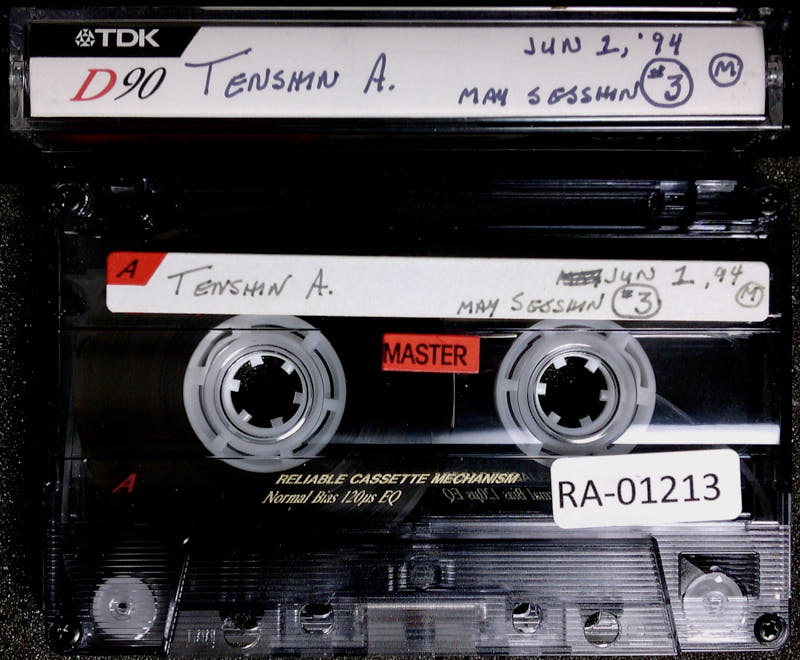 TDK
D90
TENSHIN A.
JUN 1, '94
MAY SESSHIN #3 M
A
TENSHIN A.
JUN 1, 94
MAY SESSHIN #3 M
MASTER
A
RELIABLE CASSETTE MECHANISM
Normal Bias 120µs EQ
RA-01213